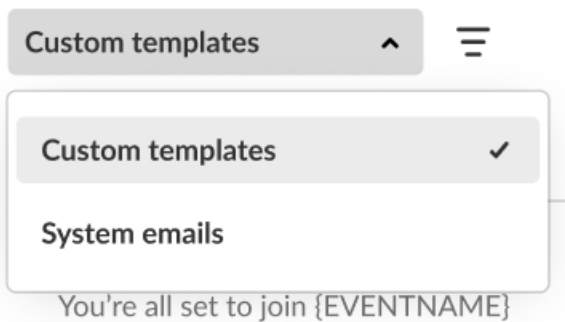 Custom templates
Custom templates
System emails
You're all set to join {EVENTNAME}